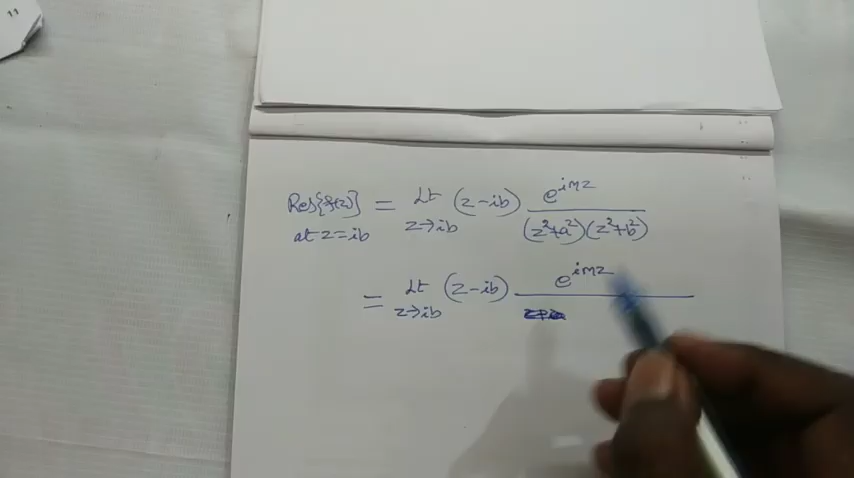 Res{f(z)} = Lt (z-ib) e^{imz} / (z²+a²)(z²+b²)
at z=ib z→ib
= Lt (z-ib) e^{imz}
z→ib